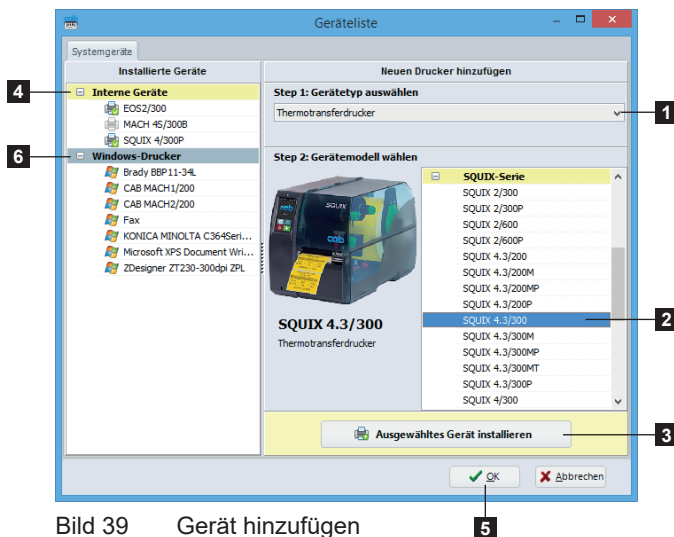 cab
Geräteliste
Systemgeräte
Installierte Geräte
Interne Geräte
EOS2/300
MACH 4S/300B
SQUIX 4/300P
Windows-Drucker
Brady BBP11-34L
CAB MACH1/200
CAB MACH2/200
Fax
KONICA MINOLTA C364Seri...
Microsoft XPS Document Wri...
ZDesigner ZT230-300dpi ZPL
Neuen Drucker hinzufügen
Step 1: Gerätetyp auswählen
Thermotransferdrucker
Step 2: Gerätemodell wählen
SQUIX
cab
cab
SQUIX 4.3/300
Thermotransferdrucker
SQUIX-Serie
SQUIX 2/300
SQUIX 2/300P
SQUIX 2/600
SQUIX 2/600P
SQUIX 4.3/200
SQUIX 4.3/200M
SQUIX 4.3/200MP
SQUIX 4.3/200P
SQUIX 4.3/300
SQUIX 4.3/300M
SQUIX 4.3/300MP
SQUIX 4.3/300MT
SQUIX 4.3/300P
SQUIX 4/300
Ausgewähltes Gerät installieren
OK
Abbrechen
4
6
1
2
3
5
Bild 39 Gerät hinzufügen